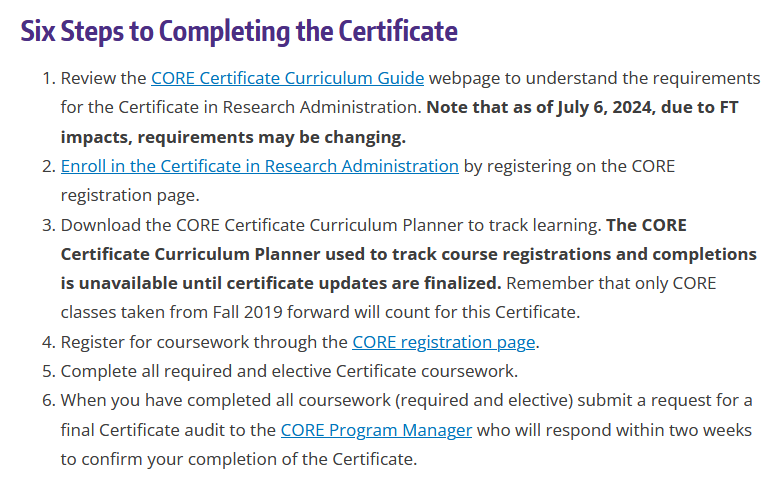 Six Steps to Completing the Certificate
1. Review the CORE Certificate Curriculum Guide webpage to understand the requirements
for the Certificate in Research Administration. Note that as of July 6, 2024, due to FT
impacts, requirements may be changing.
2. Enroll in the Certificate in Research Administration by registering on the CORE
registration page.
3. Download the CORE Certificate Curriculum Planner to track learning. The CORE
Certificate Curriculum Planner used to track course registrations and completions
is unavailable until certificate updates are finalized. Remember that only CORE
classes taken from Fall 2019 forward will count for this Certificate.
4. Register for coursework through the CORE registration page.
5. Complete all required and elective Certificate coursework.
6. When you have completed all coursework (required and elective) submit a request for a
final Certificate audit to the CORE Program Manager who will respond within two weeks
to confirm your completion of the Certificate.